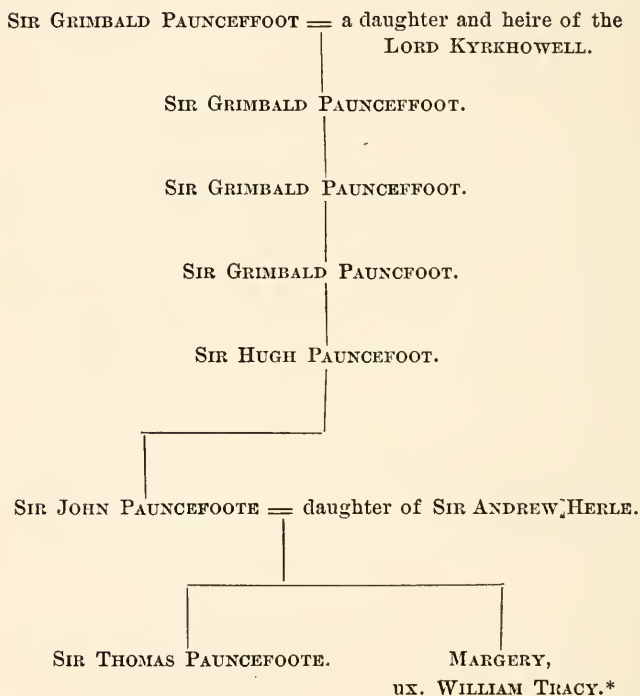 Sir Grimbald Paunceffoot = a daughter and heire of the
Lord Kyrkhowell.
Sir Grimbald Paunceffoot.
Sir Grimbald Paunceffoot.
Sir Grimbald Pauncfoot.
Sir Hugh Pauncefoot.
Sir John Pauncefoote = daughter of Sir Andrew Herle.
Sir Thomas Pauncefoote. Margery,
ux. William Tracy.*